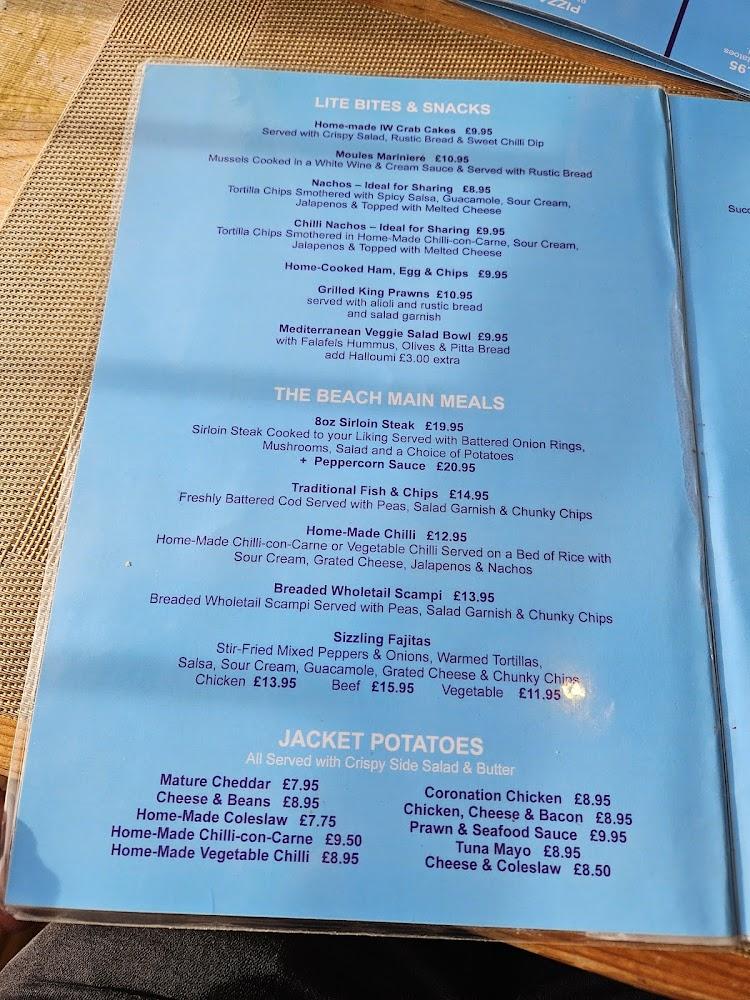 PIZZA
.95
LITE BITES & SNACKS
Home-made IW Crab Cakes £9.95
Served with Crispy Salad, Rustic Bread & Sweet Chilli Dip
Moules Mariniere £10.95
Mussels Cooked in a White Wine & Cream Sauce & Served with Rustic Bread
Nachos – Ideal for Sharing £8.95
Tortilla Chips Smothered with Spicy Salsa, Guacamole, Sour Cream,
Jalapenos & Topped with Melted Cheese
Chilli Nachos – Ideal for Sharing £9.95
Tortilla Chips Smothered in Home-Made Chilli-con-Carne, Sour Cream,
Jalapenos & Topped with Melted Cheese
Home-Cooked Ham, Egg & Chips £9.95
Grilled King Prawns £10.95
served with alioli and rustic bread
and salad garnish
Mediterranean Veggie Salad Bowl £9.95
with Falafels Hummus, Olives & Pitta Bread
add Halloumi £3.00 extra
THE BEACH MAIN MEALS
8oz Sirloin Steak £19.95
Sirloin Steak Cooked to your Liking Served with Battered Onion Rings,
Mushrooms, Salad and a Choice of Potatoes
+ Peppercorn Sauce £20.95
Traditional Fish & Chips £14.95
Freshly Battered Cod Served with Peas, Salad Garnish & Chunky Chips
Home-Made Chilli £12.95
Home-Made Chilli-con-Carne or Vegetable Chilli Served on a Bed of Rice with
Sour Cream, Grated Cheese, Jalapenos & Nachos
Breaded Wholetail Scampi £13.95
Breaded Wholetail Scampi Served with Peas, Salad Garnish & Chunky Chips
Sizzling Fajitas
Stir-Fried Mixed Peppers & Onions, Warmed Tortillas,
Salsa, Sour Cream, Guacamole, Grated Cheese & Chunky Chips
Chicken £13.95 Beef £15.95 Vegetable £11.95
JACKET POTATOES
All Served with Crispy Side Salad & Butter
Mature Cheddar £7.95
Cheese & Beans £8.95
Home-Made Coleslaw £7.75
Home-Made Chilli-con-Carne £9.50
Home-Made Vegetable Chilli £8.95
Coronation Chicken £8.95
Chicken, Cheese & Bacon £8.95
Prawn & Seafood Sauce £9.95
Tuna Mayo £8.95
Cheese & Coleslaw £8.50
Succ